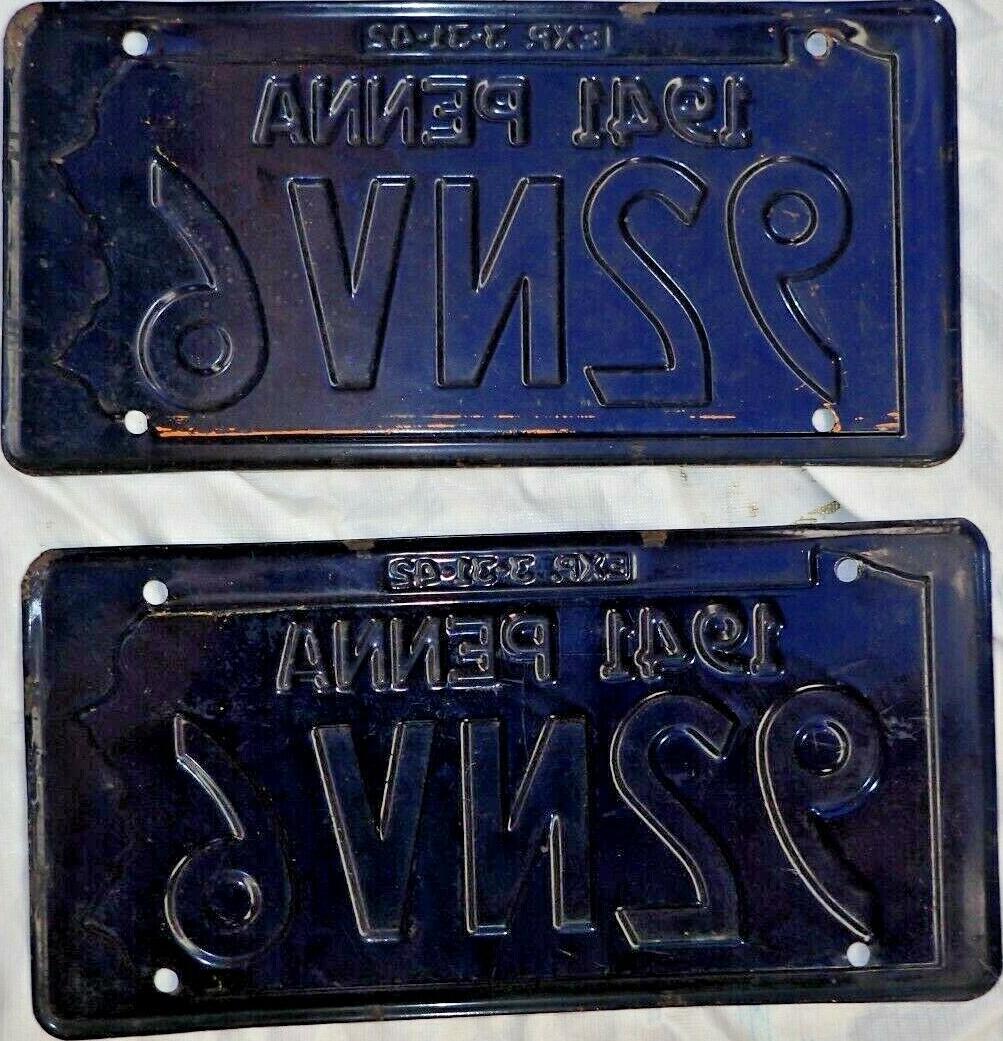 EXP. 3-31-42
1941 PENNA
92NV6
EXP. 3-31-42
1941 PENNA
92NV6